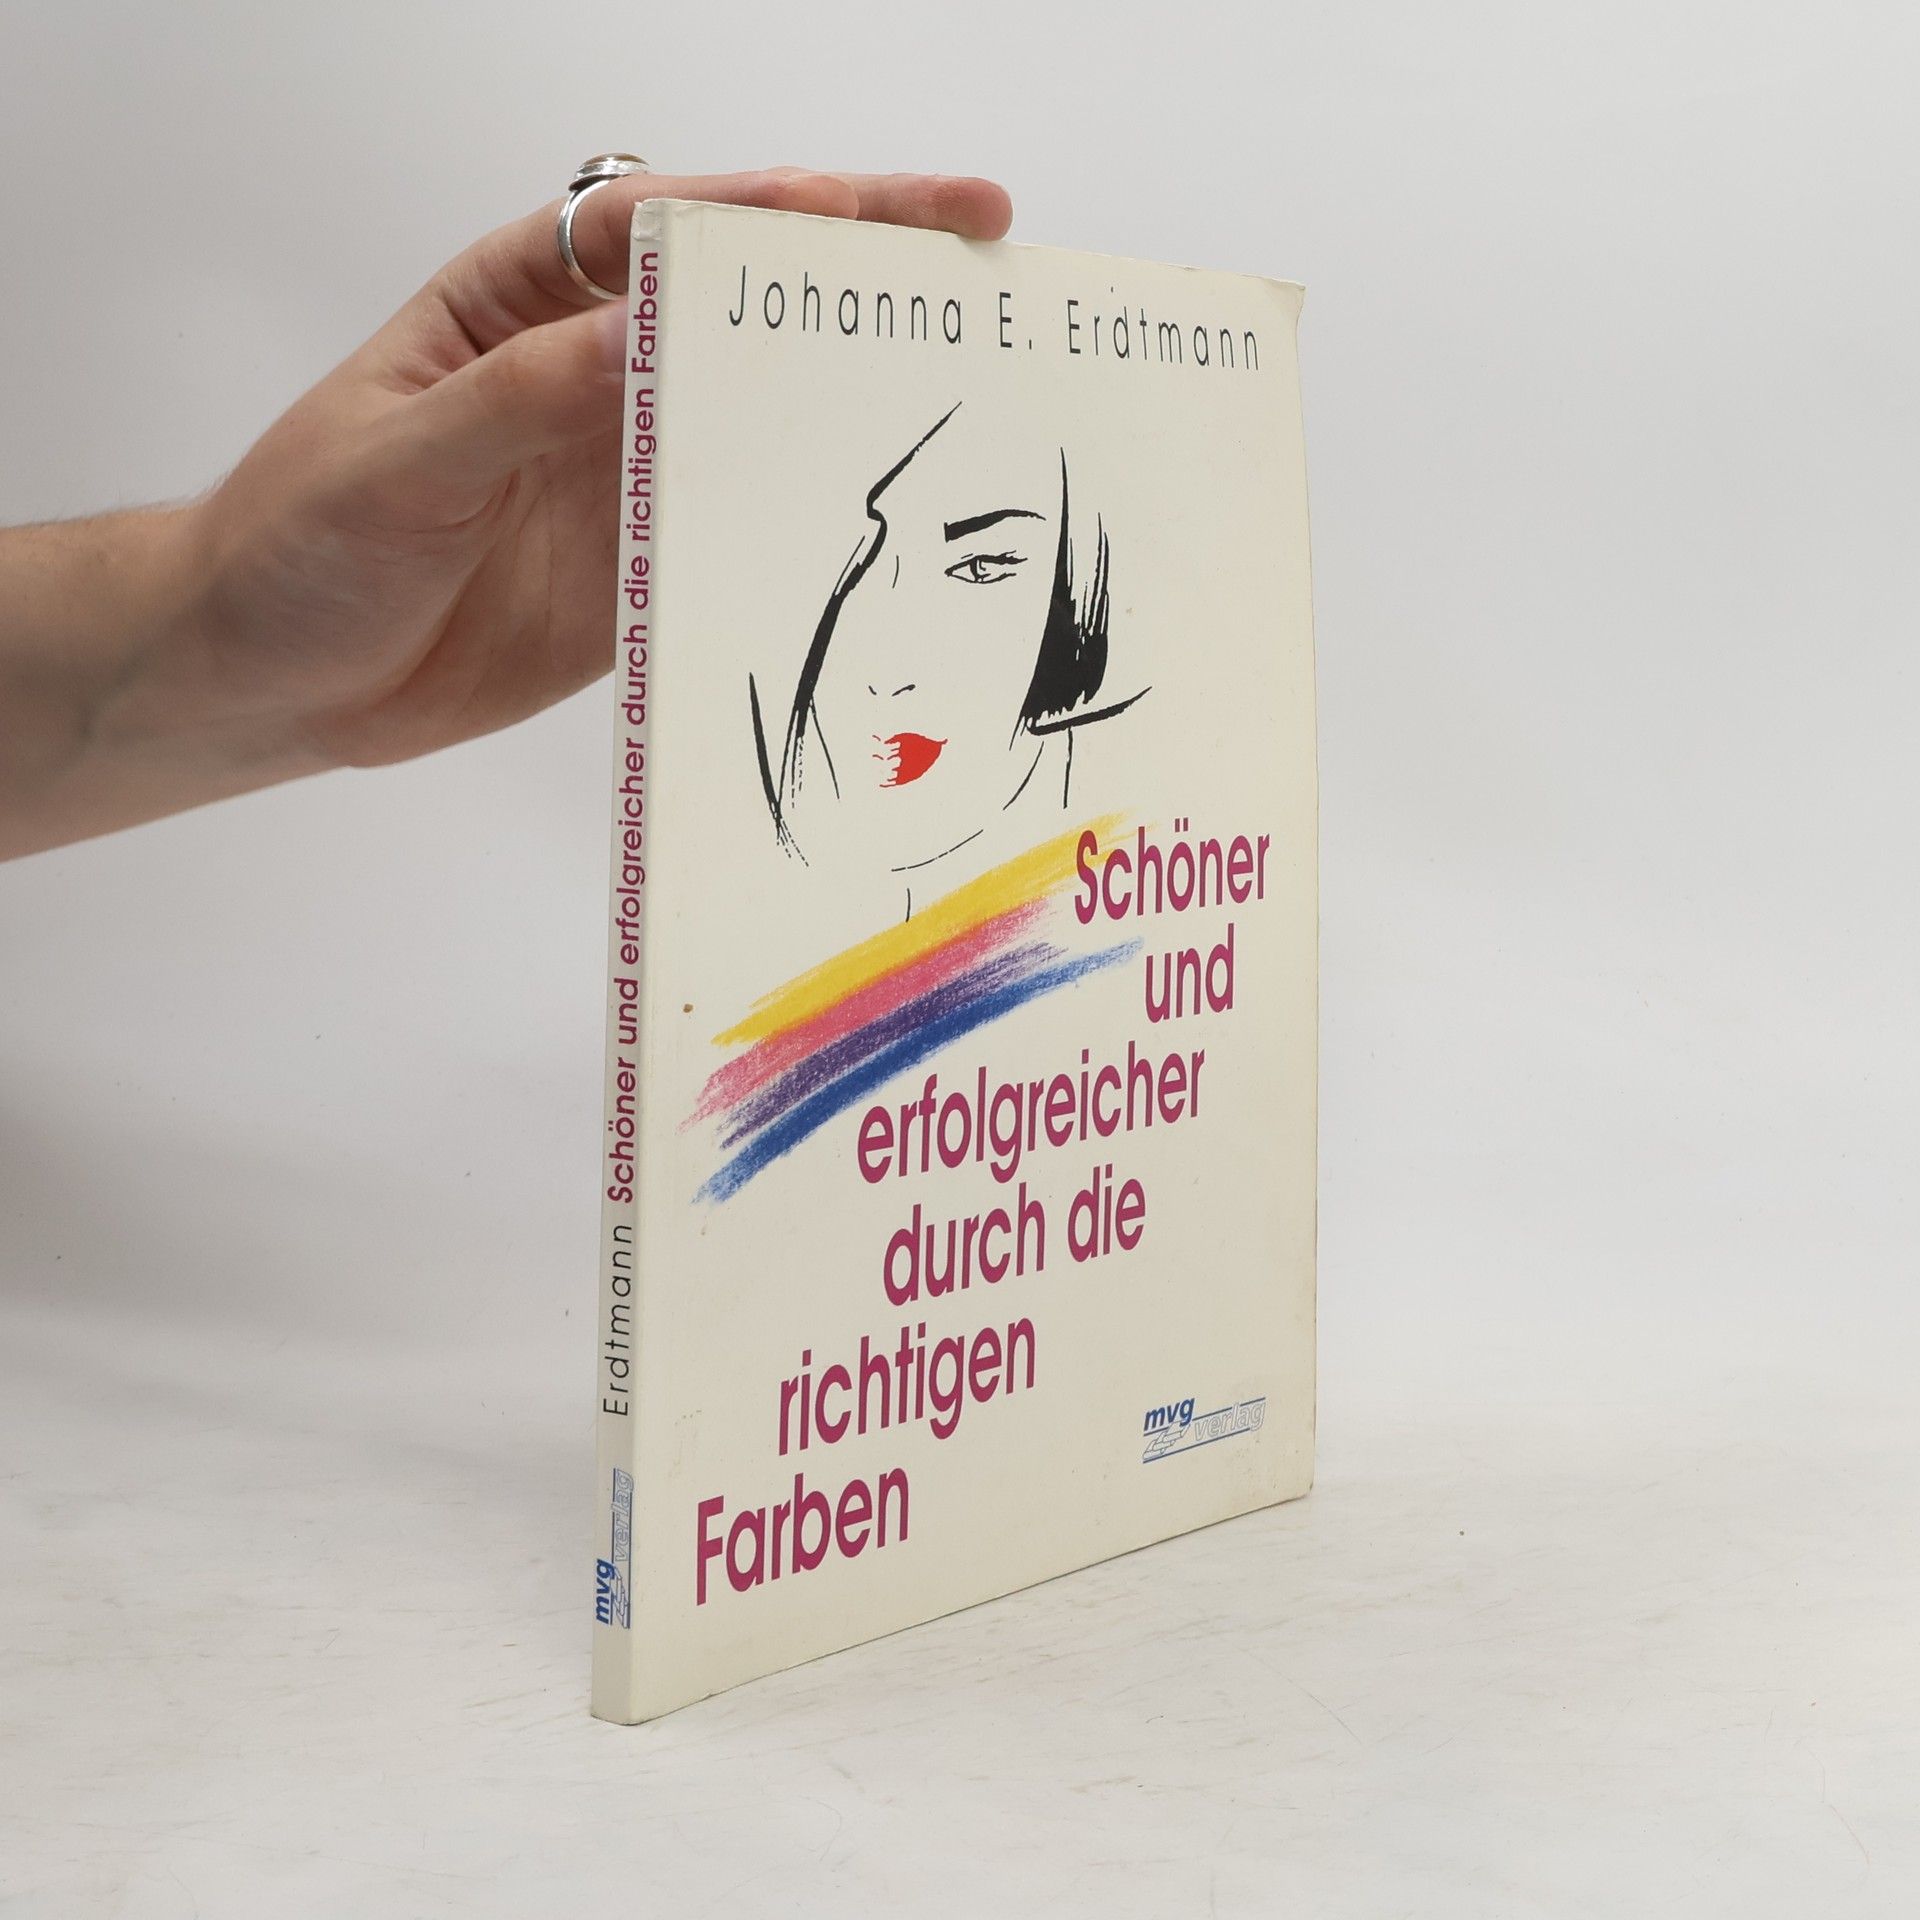 Johanna E. Erdtmann
Schöner
und
erfolgreicher
durch die
richtigen
Farben
mvg
verlag
Erdtmann Schöner und erfolgreicher durch die richtigen Farben
mvg
verlag